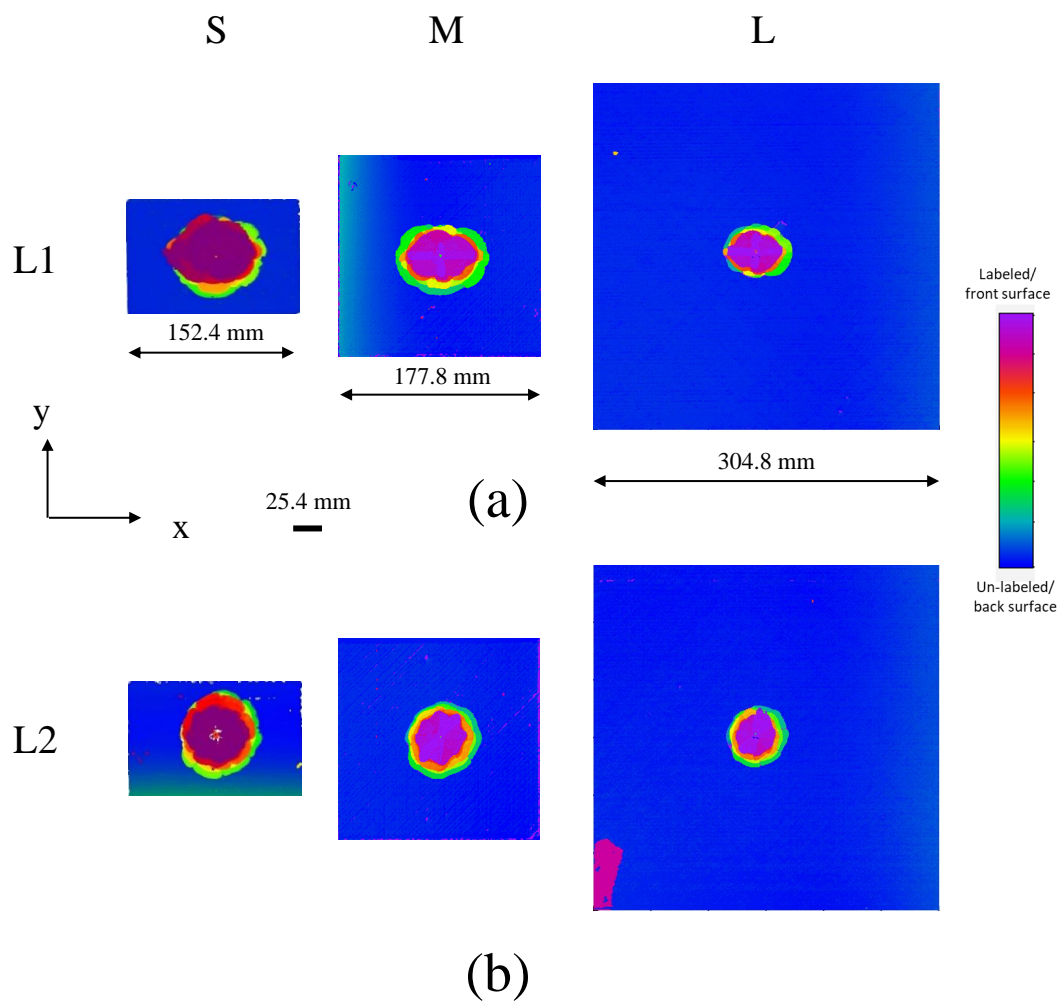 S M L
L1
152.4 mm
177.8 mm
304.8 mm
Labeled/
front surface
Un-labeled/
back surface
y
x
25.4 mm
(a)
L2
(b)